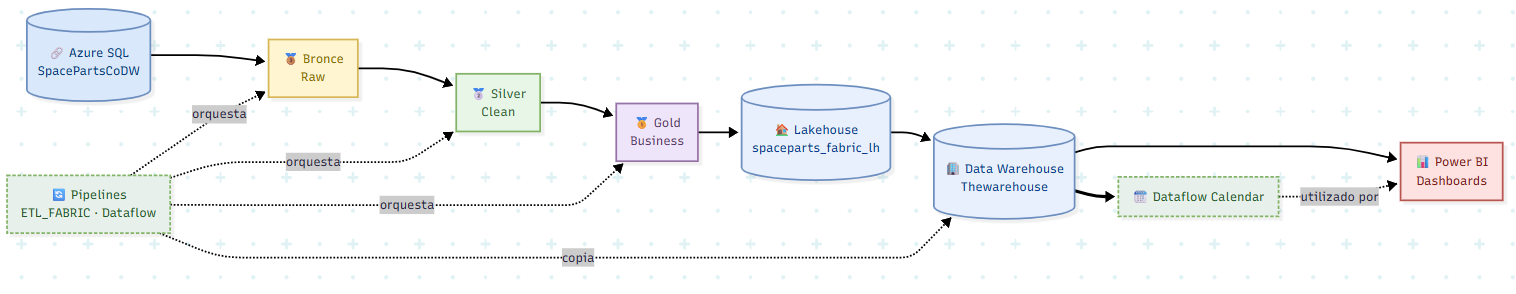 🔗 Azure SQL
SpacePartsCoDW
🥉 Bronce
Raw
🥈 Silver
Clean
🥇 Gold
Business
🏠 Lakehouse
spaceparts_fabric_lh
🏢 Data Warehouse
Thewarehouse
📊 Power BI
Dashboards
🗓️ Dataflow Calendar
🔄 Pipelines
ETL_FABRIC · Dataflow
orquesta
orquesta
orquesta
copia
utilizado por